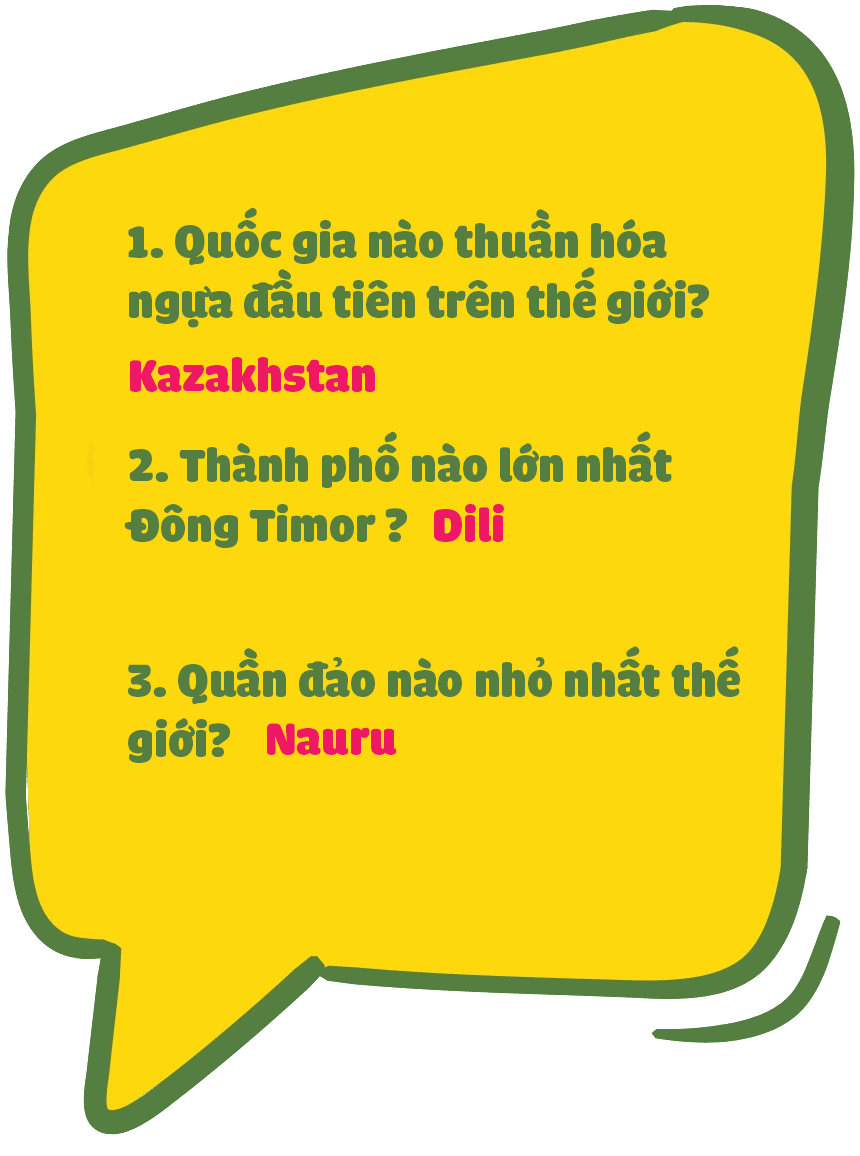 1. Quốc gia nào thuần hóa
ngựa đầu tiên trên thế giới?
Kazakhstan
2. Thành phố nào lớn nhất
Đông Timor ? Dili
3. Quần đảo nào nhỏ nhất thế
giới? Nauru